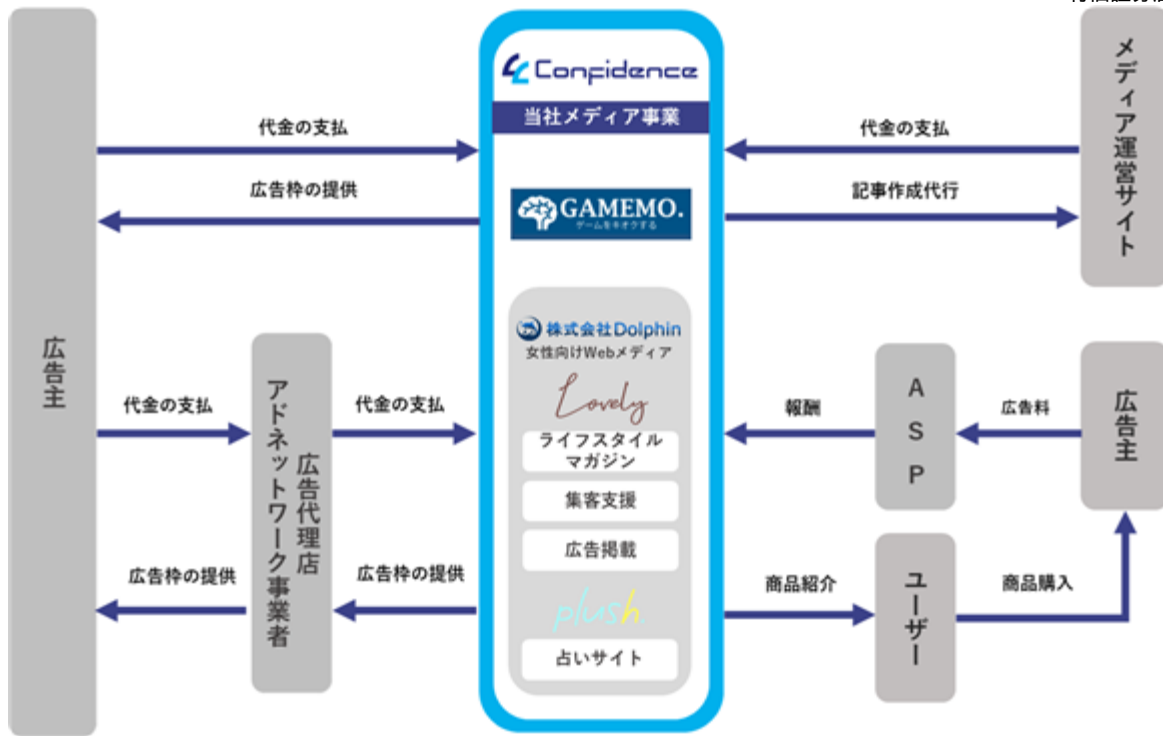 Confidence
当社メディア事業
代金の支払
広告枠の提供
代金の支払
記事作成代行
メディア運営サイト
GAMEMO.
ゲームをキオクする
広告主
株式会社Dolphin
女性向けWebメディア
Lovely
ライフスタイル
マガジン
集客支援
広告掲載
plush.
占いサイト
代金の支払
広告代理店
アドネットワーク事業者
代金の支払
広告枠の提供
広告枠の提供
報酬
ASP
広告料
広告主
商品紹介
ユーザー
商品購入